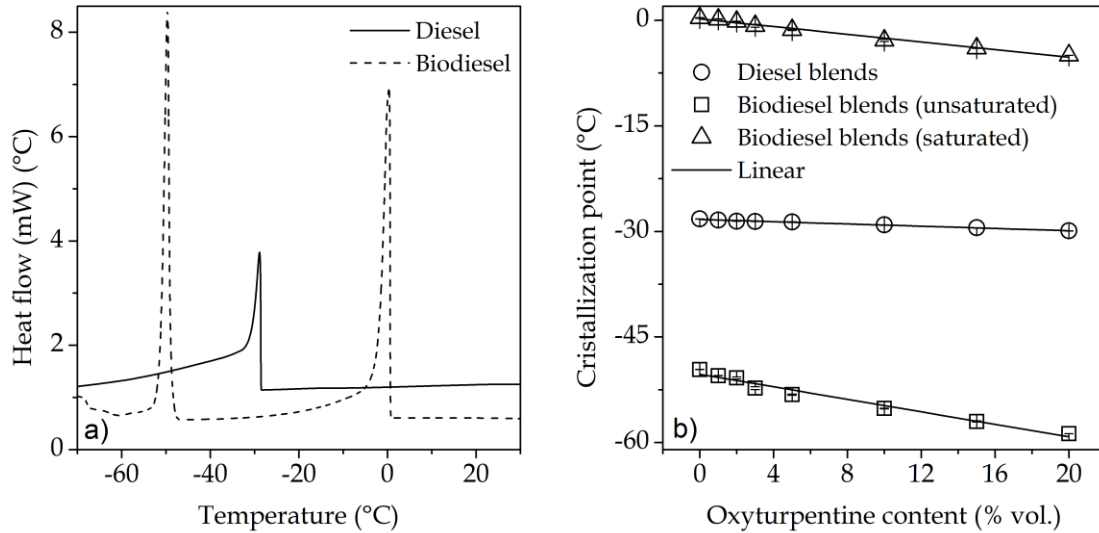 Heat flow (mW) (°C)
8
6
4
2
0
Diesel
Biodiesel
a)
-60
-40
-20
0
20
Temperature (°C)
Cristallization point (°C)
0
-15
-30
-45
-60
Diesel blends
Biodiesel blends (unsaturated)
Biodiesel blends (saturated)
Linear
b)
0
4
8
12
16
20
Oxyturpentine content (% vol.)